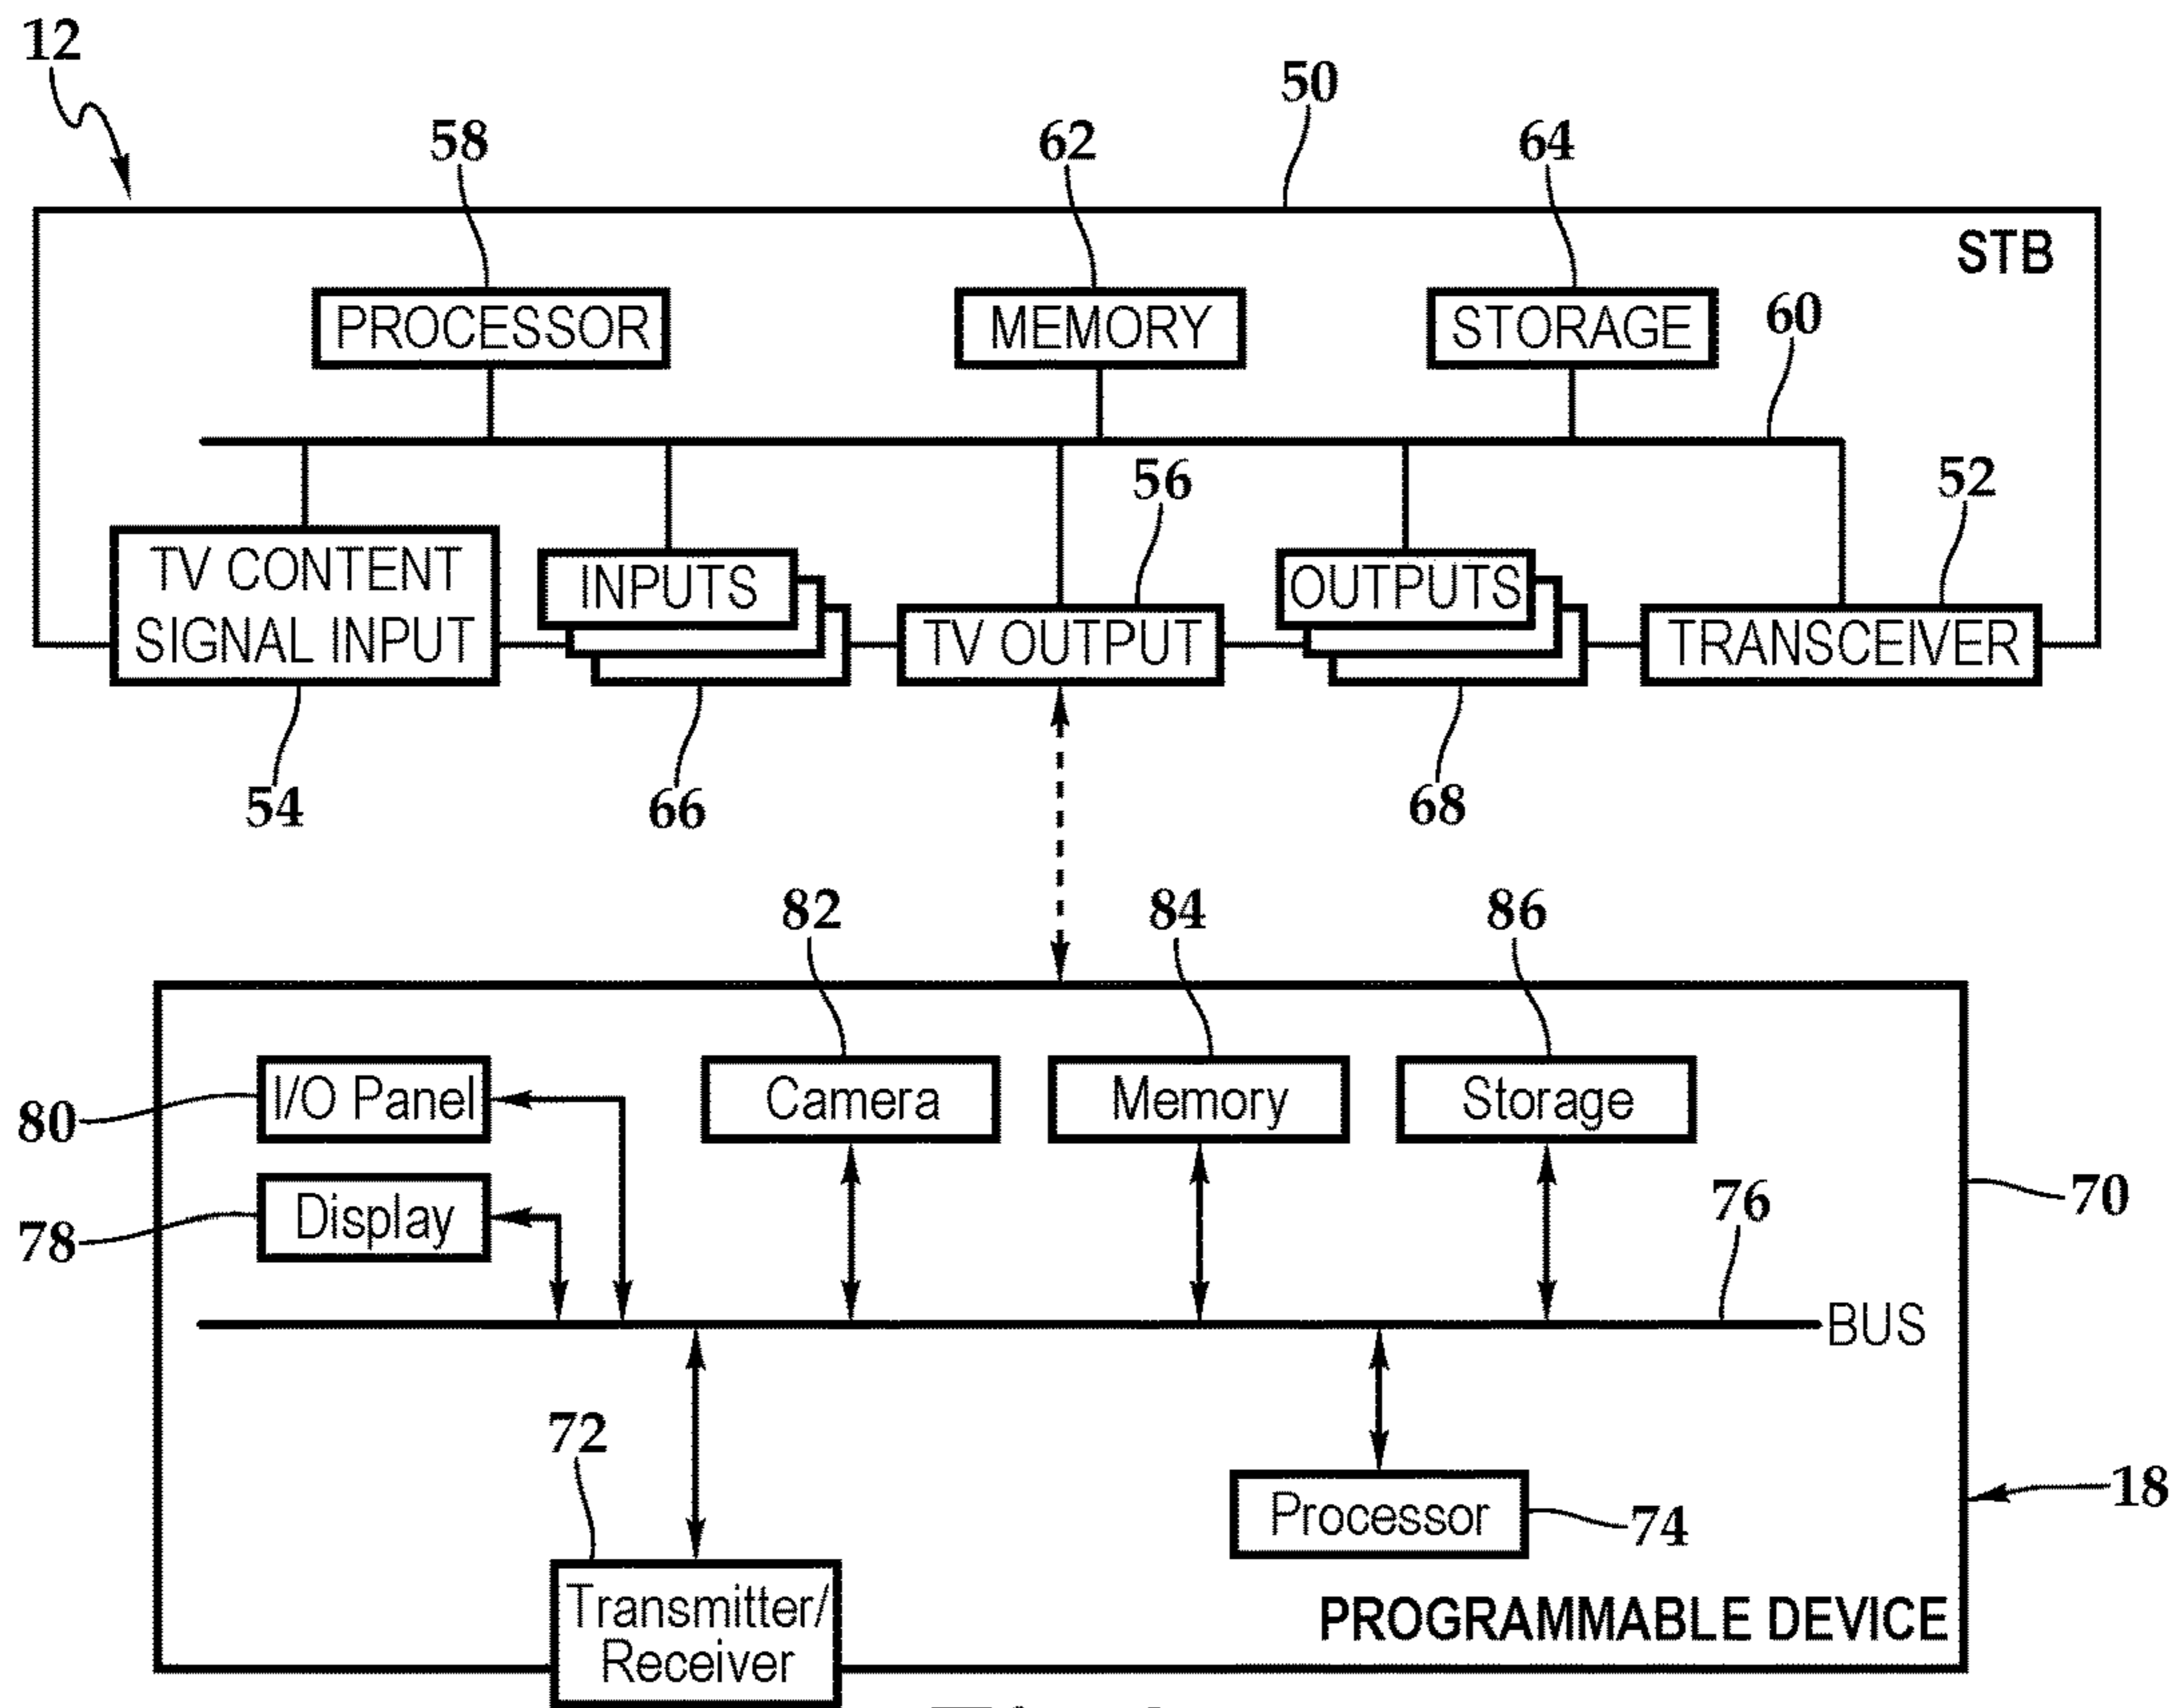 12
50
58
62
64
STB
PROCESSOR
MEMORY
STORAGE
60
56
52
TV CONTENT
SIGNAL INPUT
INPUTS
TV OUTPUT
OUTPUTS
TRANSCEIVER
54
66
68
82
84
86
80
I/O Panel
Camera
Memory
Storage
78
Display
76
70
BUS
72
Processor
74
18
Transmitter/
Receiver
PROGRAMMABLE DEVICE